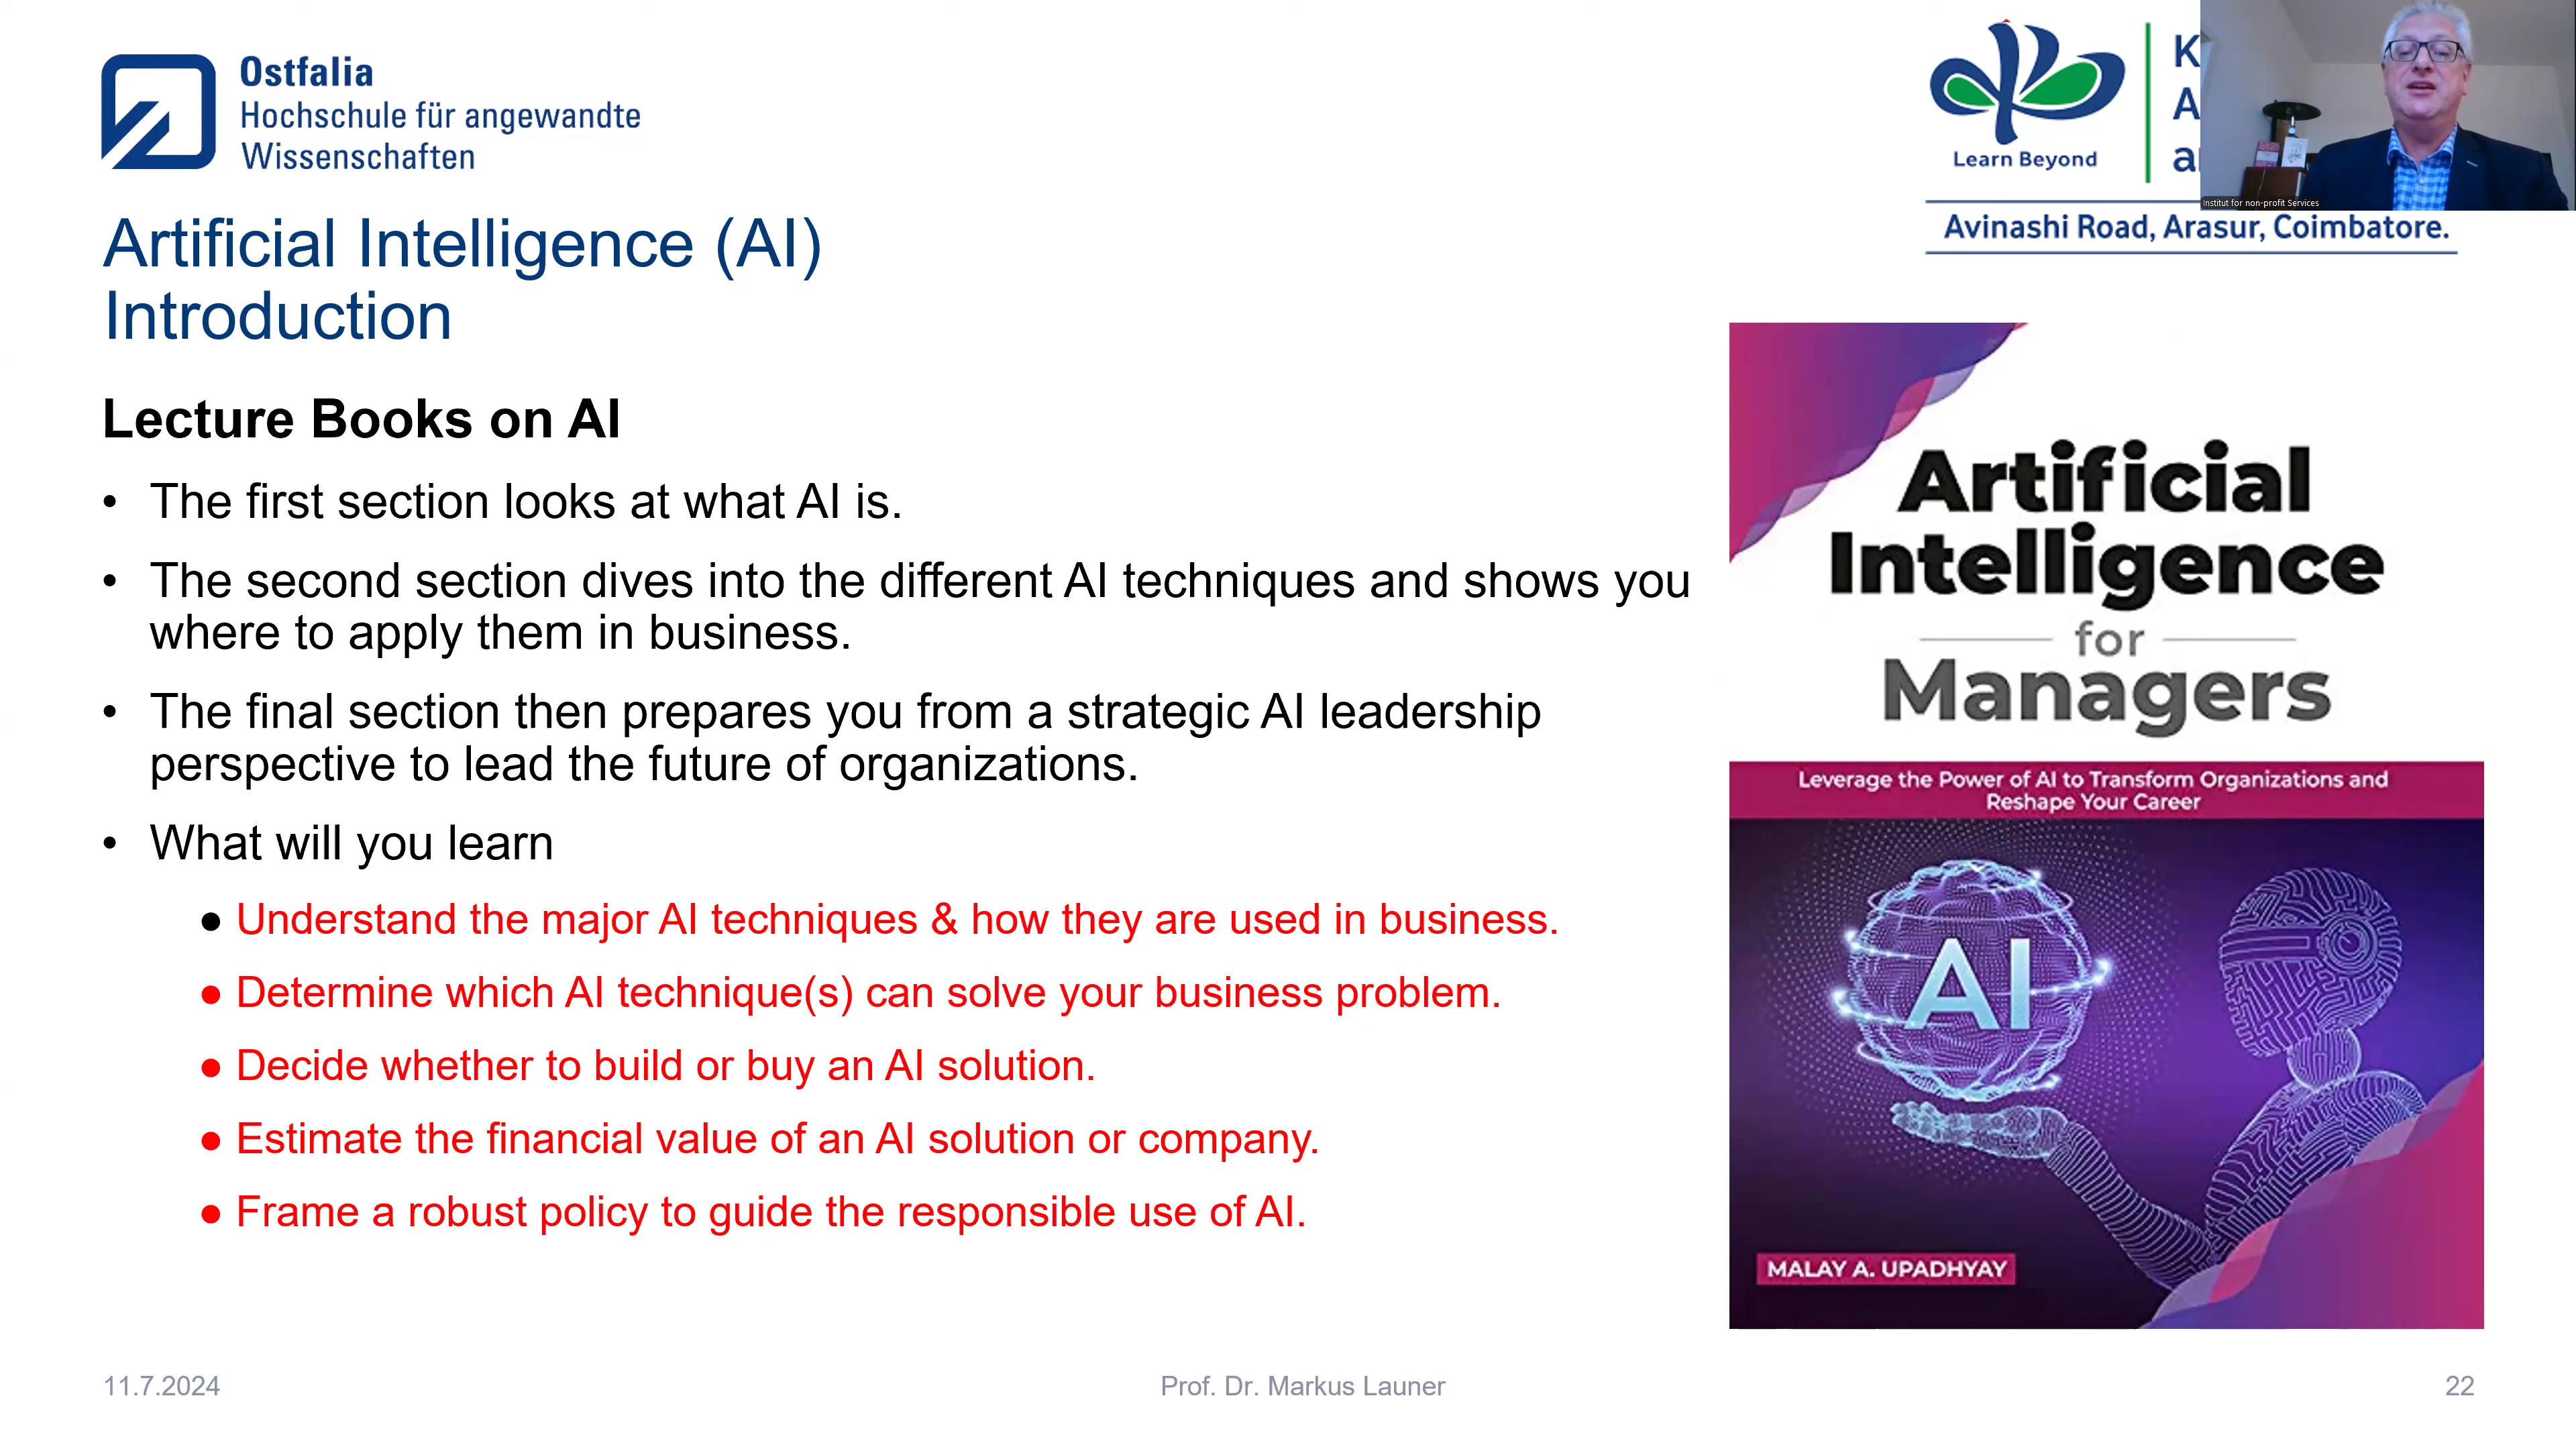 Ostfalia
Hochschule für angewandte
Wissenschaften
Learn Beyond
Avinashi Road, Arasur, Coimbatore.
Institut for non-profit Services
Artificial Intelligence (AI)
Introduction
Lecture Books on AI
• The first section looks at what AI is.
• The second section dives into the different AI techniques and shows you
where to apply them in business.
• The final section then prepares you from a strategic AI leadership
perspective to lead the future of organizations.
• What will you learn
● Understand the major AI techniques & how they are used in business.
● Determine which AI technique(s) can solve your business problem.
● Decide whether to build or buy an AI solution.
● Estimate the financial value of an AI solution or company.
● Frame a robust policy to guide the responsible use of AI.
Artificial
Intelligence
for
Managers
Leverage the Power of AI to Transform Organizations and
Reshape Your Career
AI
MALAY A. UPADHYAY
11.7.2024
Prof. Dr. Markus Launer
22